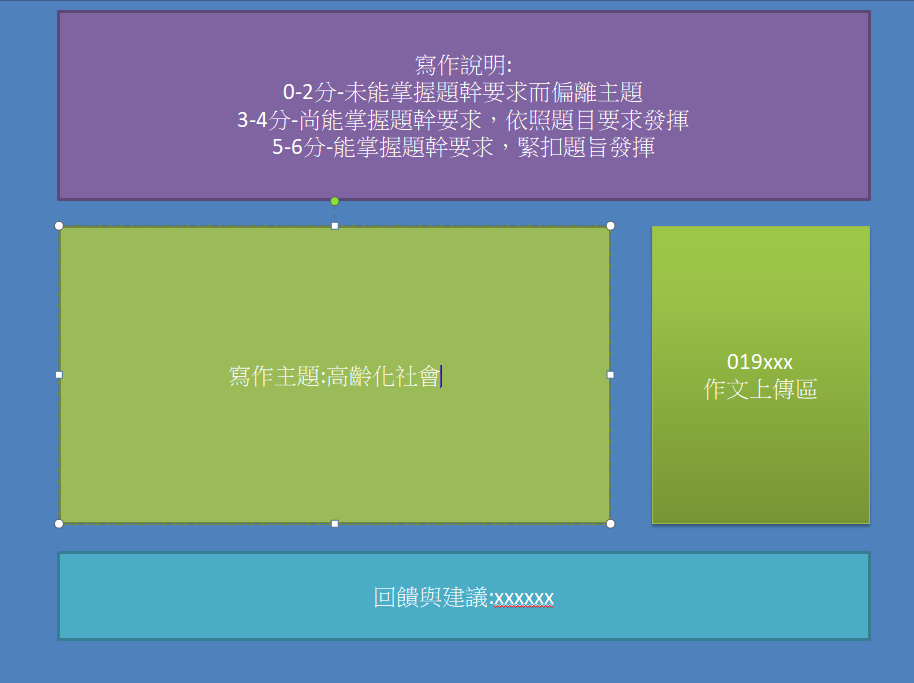 寫作說明:
0-2分-未能掌握題幹要求而偏離主題
3-4分-尚能掌握題幹要求，依照題目要求發揮
5-6分-能掌握題幹要求，緊扣題旨發揮
寫作主題:高齡化社會
019xxx
作文上傳區
回饋與建議:xxxxxx